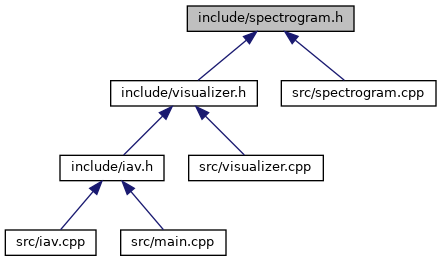 include/spectrogram.h
include/visualizer.h
src/spectrogram.cpp
include/iav.h
src/visualizer.cpp
src/iav.cpp
src/main.cpp